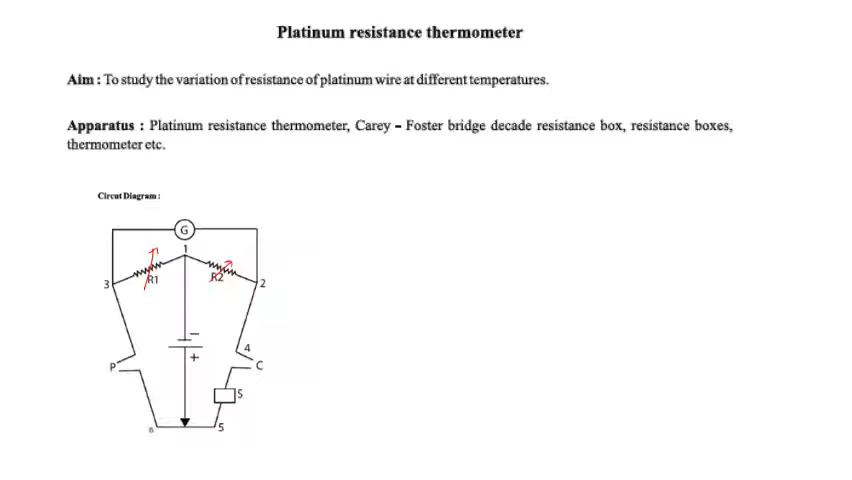 Platinum resistance thermometer
Aim : To study the variation of resistance of platinum wire at different temperatures.
Apparatus : Platinum resistance thermometer, Carey – Foster bridge decade resistance box, resistance boxes,
thermometer etc.
Circut Diagram :
G
1
3
R1
R2
2
4
+
P
C
S
5